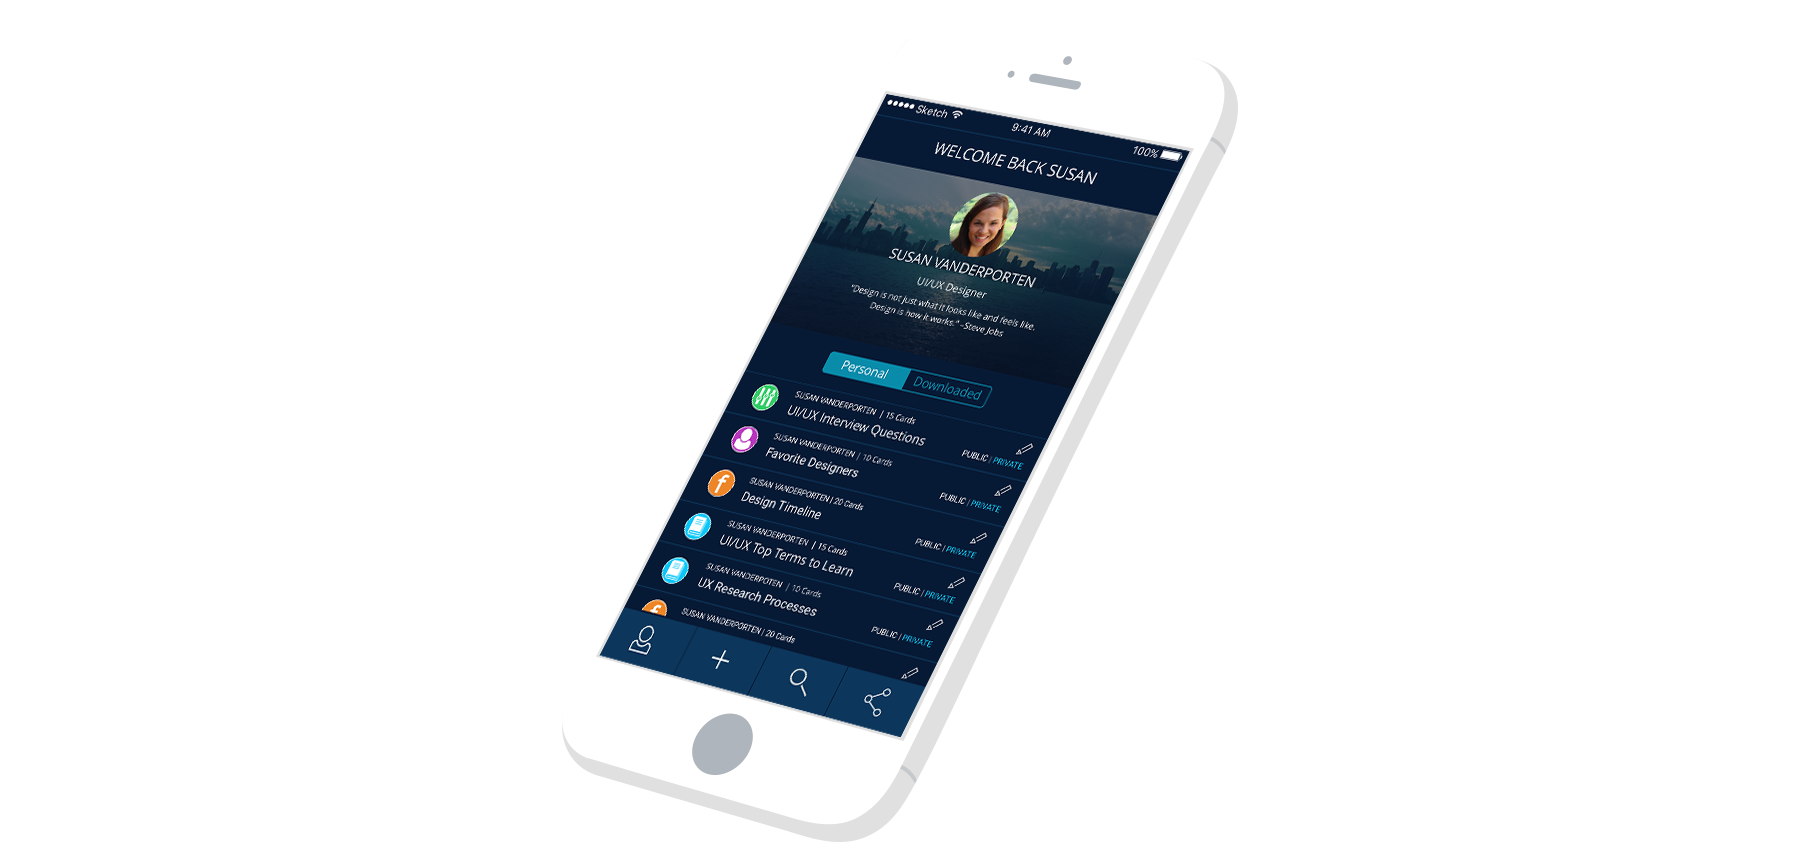 Sketch
9:41 AM
100%
WELCOME BACK SUSAN
SUSAN VANDERPORTEN
UI/UX Designer
"Design is not just what it looks like and feels like.
Design is how it works." –Steve Jobs
Personal
Downloaded
SUSAN VANDERPORTEN | 15 Cards
UI/UX Interview Questions
PUBLIC | PRIVATE
SUSAN VANDERPORTEN | 10 Cards
Favorite Designers
PUBLIC | PRIVATE
SUSAN VANDERPORTEN | 20 Cards
Design Timeline
PUBLIC | PRIVATE
SUSAN VANDERPORTEN | 15 Cards
UI/UX Top Terms to Learn
PUBLIC | PRIVATE
SUSAN VANDERPOTEN | 10 Cards
UX Research Processes
PUBLIC | PRIVATE
SUSAN VANDERPORTEN | 20 Cards